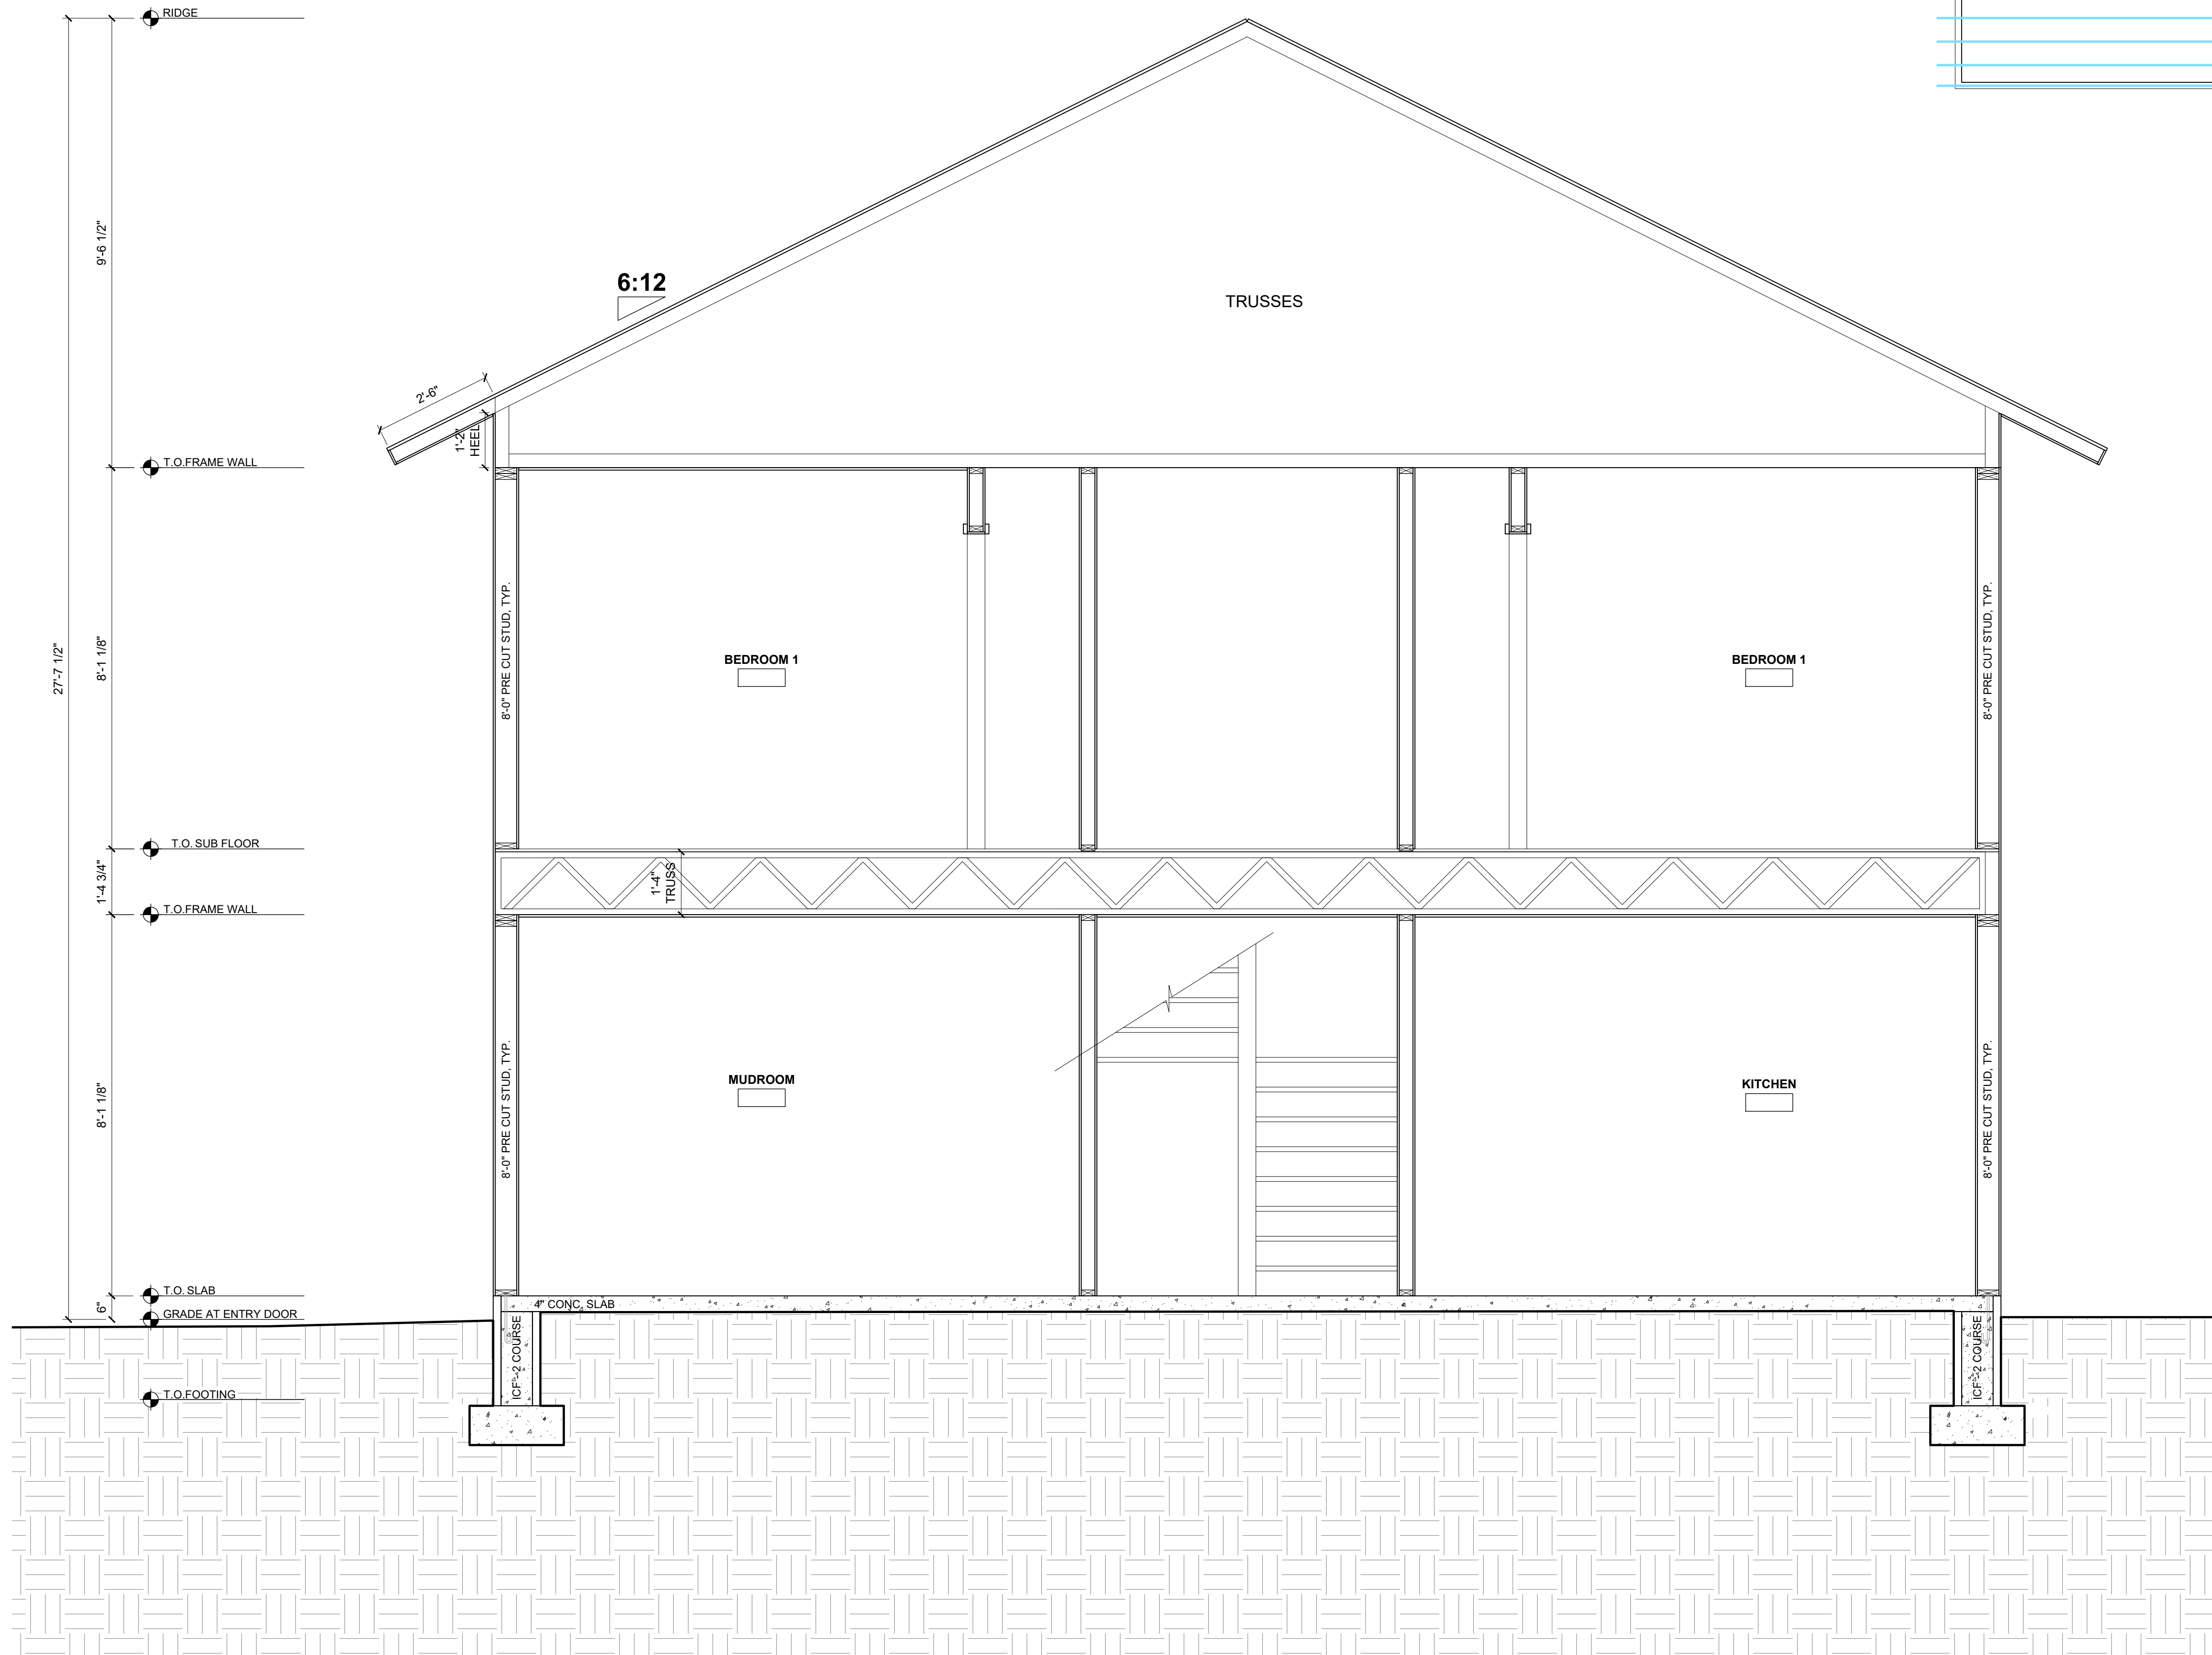 RIDGE
9'-6 1/2"
6:12
TRUSSES
2'-6"
1'-2"
HEEL
T.O.FRAME WALL
27'-7 1/2"
8'-1 1/8"
8'-0" PRE CUT STUD, TYP.
BEDROOM 1
BEDROOM 1
8'-0" PRE CUT STUD, TYP.
T.O. SUB FLOOR
1'-4 3/4"
1'-4"
TRUSS
T.O.FRAME WALL
8'-1 1/8"
8'-0" PRE CUT STUD, TYP.
MUDROOM
KITCHEN
8'-0" PRE CUT STUD, TYP.
T.O. SLAB
6"
4" CONC. SLAB
GRADE AT ENTRY DOOR
ICF - 2 COURSE
ICF - 2 COURSE
T.O.FOOTING